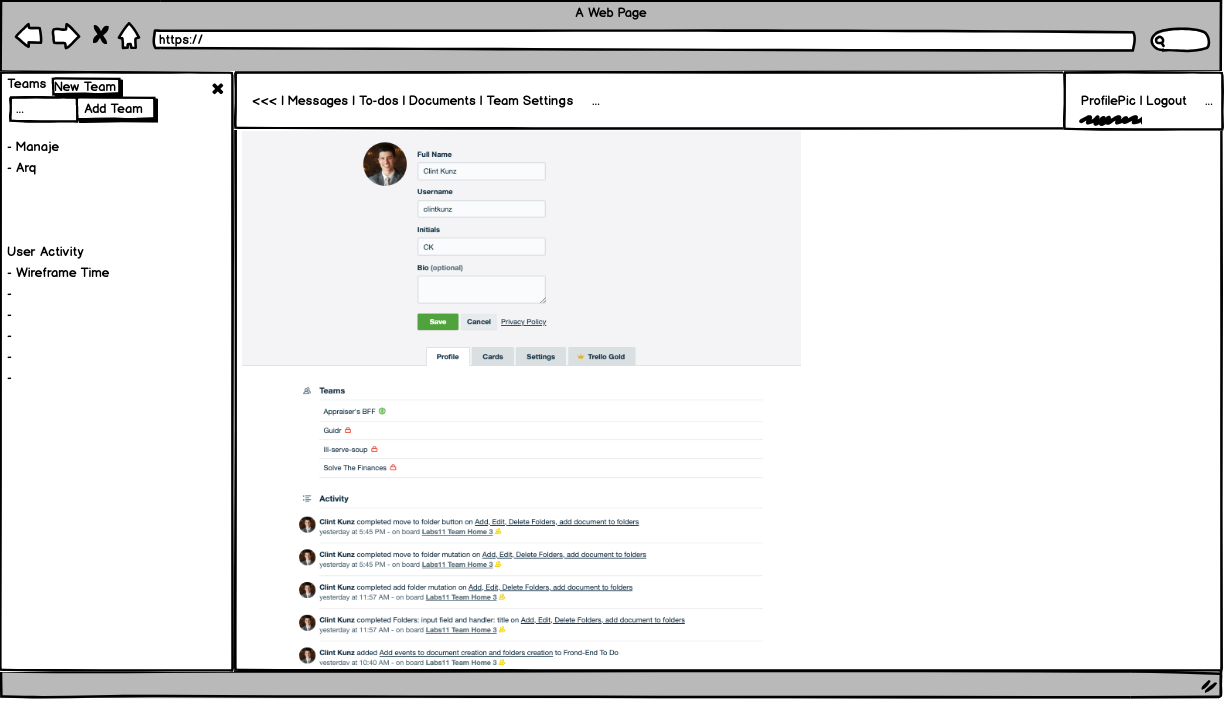 A Web Page
https://
Teams New Team
... Add Team
- Manaje
- Arq
User Activity
- Wireframe Time
-
-
-
-
-
<<< | Messages | To-dos | Documents | Team Settings ...
ProfilePic | Logout ...
Full Name
Clint Kunz
Username
clintkunz
Initials
CK
Bio (optional)
Save Cancel Privacy Policy
Profile Cards Settings Trello Gold
Teams
Appraiser's BFF
Guidr
Ill-serve-soup
Solve The Finances
Activity
Clint Kunz completed move to folder button on Add, Edit, Delete Folders, add document to folders
yesterday at 5:45 PM - on board Labs11 Team Home 3
Clint Kunz completed move to folder mutation on Add, Edit, Delete Folders, add document to folders
yesterday at 5:45 PM - on board Labs11 Team Home 3
Clint Kunz completed add folder mutation on Add, Edit, Delete Folders, add document to folders
yesterday at 11:57 AM - on board Labs11 Team Home 3
Clint Kunz completed Folders: input field and handler: title on Add, Edit, Delete Folders, add document to folders
yesterday at 11:57 AM - on board Labs11 Team Home 3
Clint Kunz added Add events to document creation and folders creation to Frond-End To Do
yesterday at 10:40 AM - on board Labs11 Team Home 3